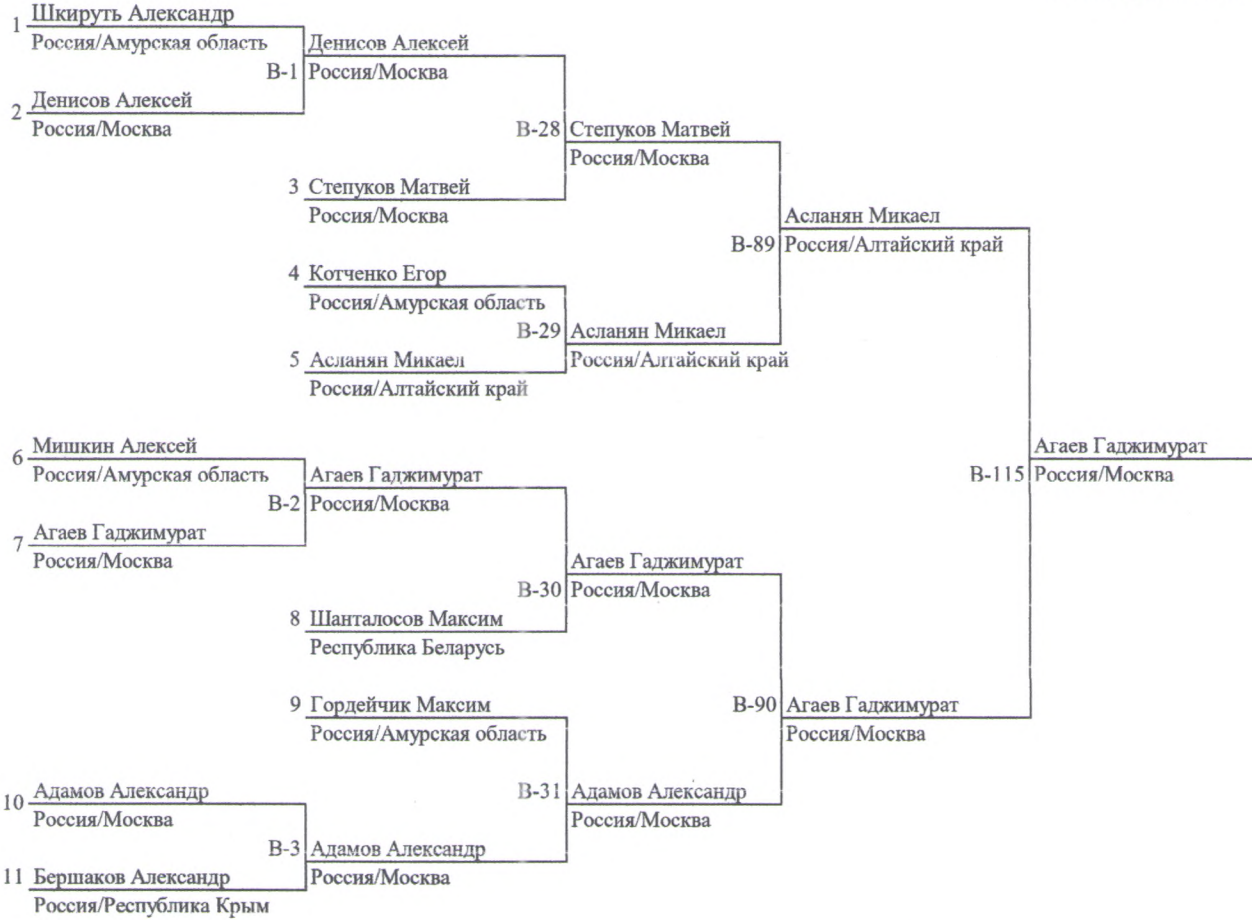 1 Шкируть Александр
Россия/Амурская область
В-1 Денисов Алексей
Россия/Москва
2 Денисов Алексей
Россия/Москва
В-28 Степуков Матвей
Россия/Москва
3 Степуков Матвей
Россия/Москва
В-89 Асланян Микаел
Россия/Алтайский край
4 Котченко Егор
Россия/Амурская область
В-29 Асланян Микаел
Россия/Алтайский край
5 Асланян Микаел
Россия/Алтайский край
В-115 Агаев Гаджимурат
Россия/Москва
6 Мишкин Алексей
Россия/Амурская область
В-2 Агаев Гаджимурат
Россия/Москва
7 Агаев Гаджимурат
Россия/Москва
В-30 Агаев Гаджимурат
Россия/Москва
8 Шанталосов Максим
Республика Беларусь
В-90 Агаев Гаджимурат
Россия/Москва
9 Гордейчик Максим
Россия/Амурская область
В-31 Адамов Александр
Россия/Москва
10 Адамов Александр
Россия/Москва
В-3 Адамов Александр
Россия/Москва
11 Бершаков Александр
Россия/Республика Крым